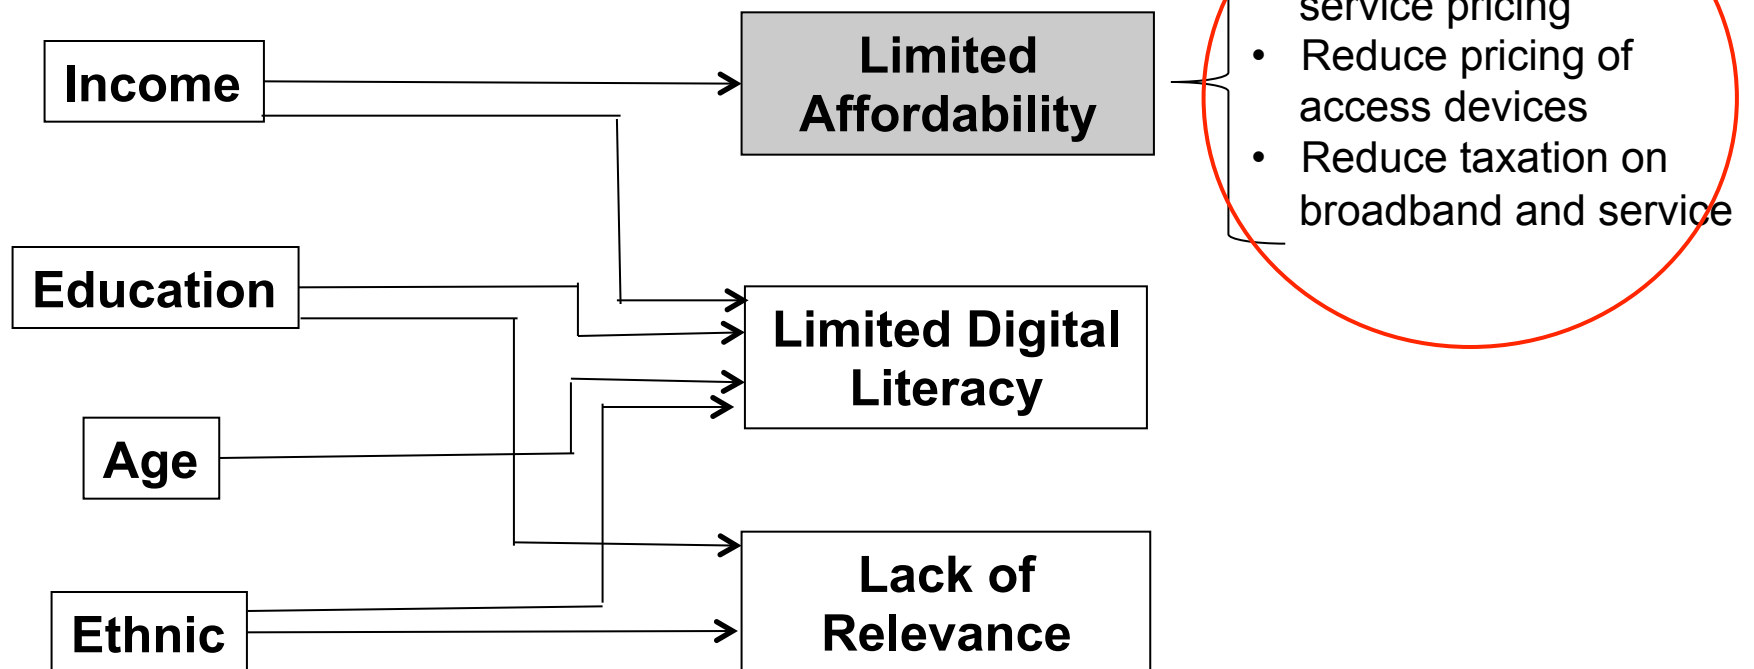 service pricing
Income
Limited
Affordability
• Reduce pricing of
access devices
• Reduce taxation on
broadband and service
Education
Limited Digital
Literacy
Age
Lack of
Relevance
Ethnic